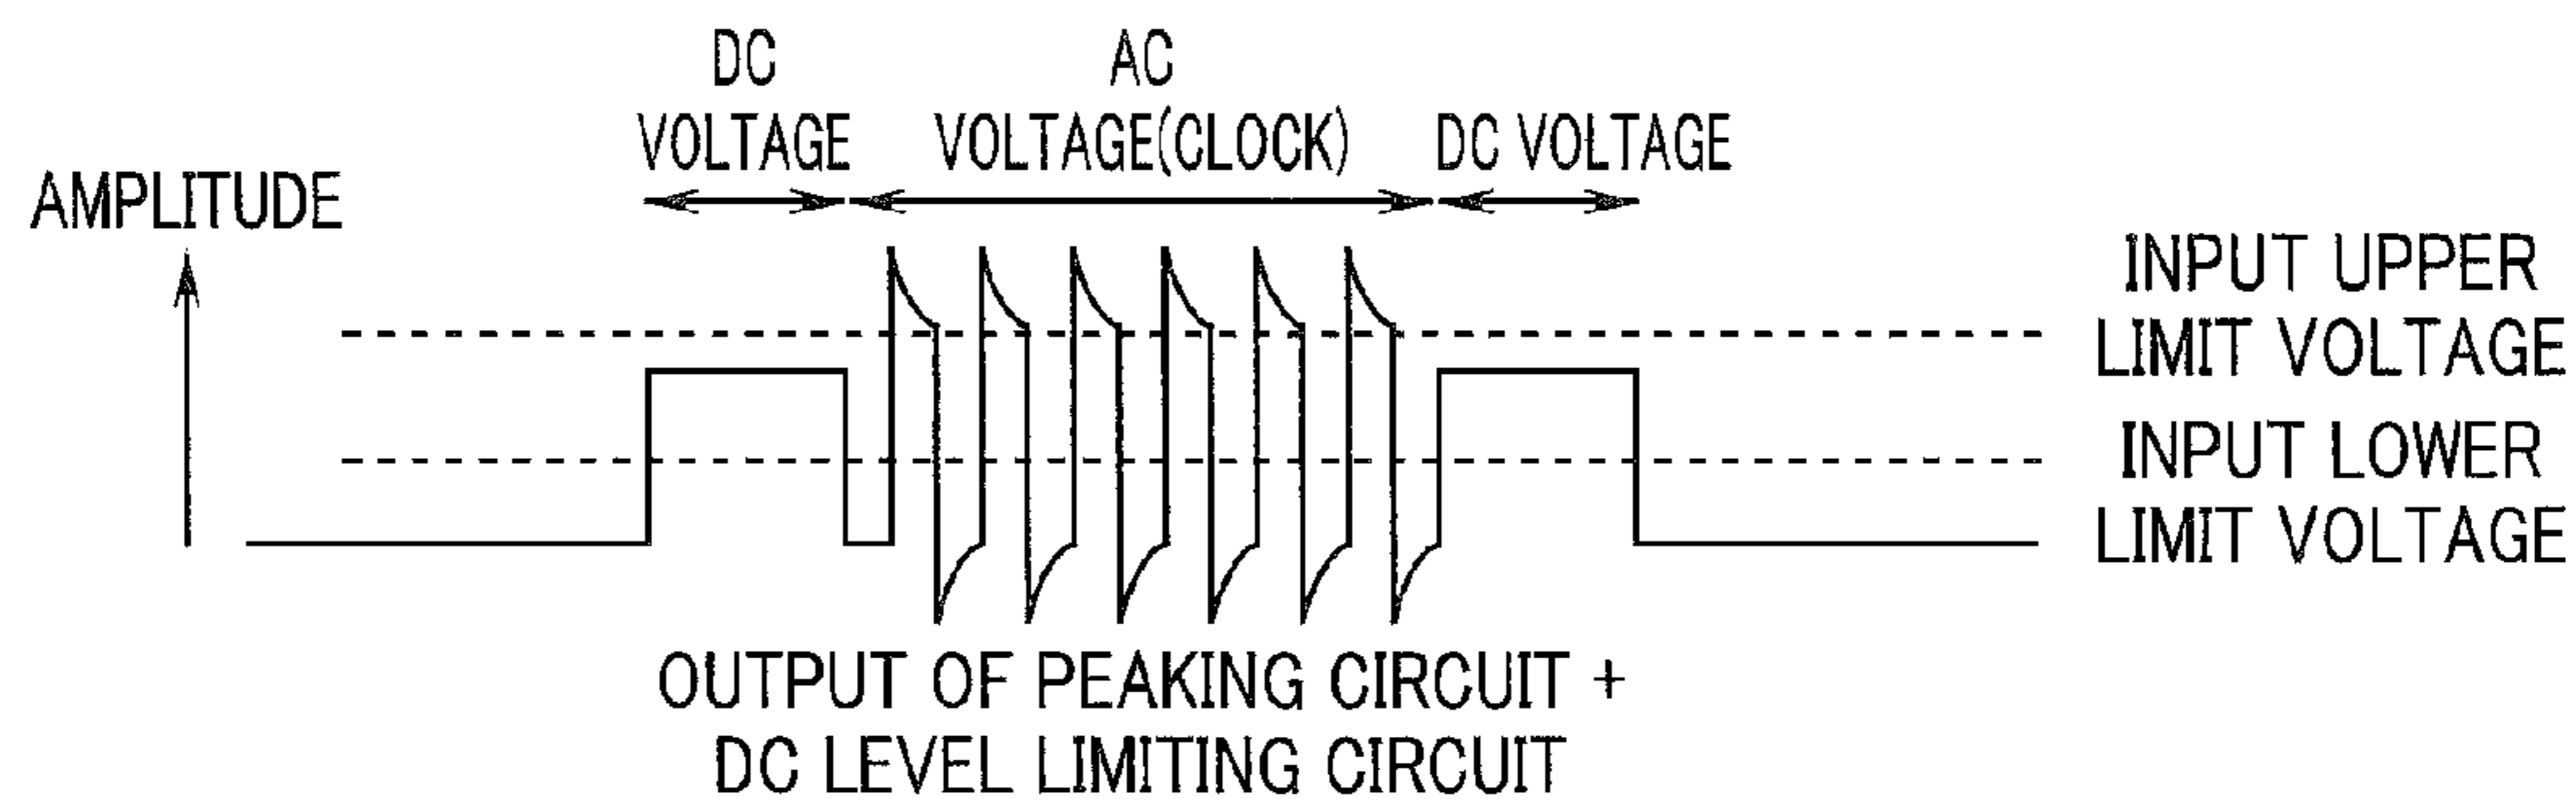 DC
VOLTAGE
AC
VOLTAGE(CLOCK)
DC VOLTAGE
AMPLITUDE
INPUT UPPER
LIMIT VOLTAGE
INPUT LOWER
LIMIT VOLTAGE
OUTPUT OF PEAKING CIRCUIT +
DC LEVEL LIMITING CIRCUIT